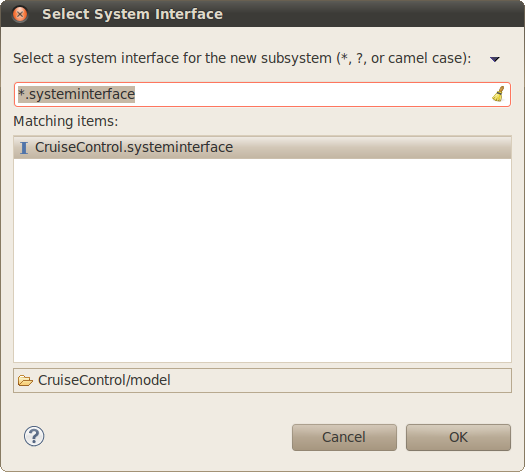 Select System Interface
Select a system interface for the new subsystem (*, ?, or camel case):
*.systeminterface
Matching items:
CruiseControl.systeminterface
CruiseControl/model
Cancel OK